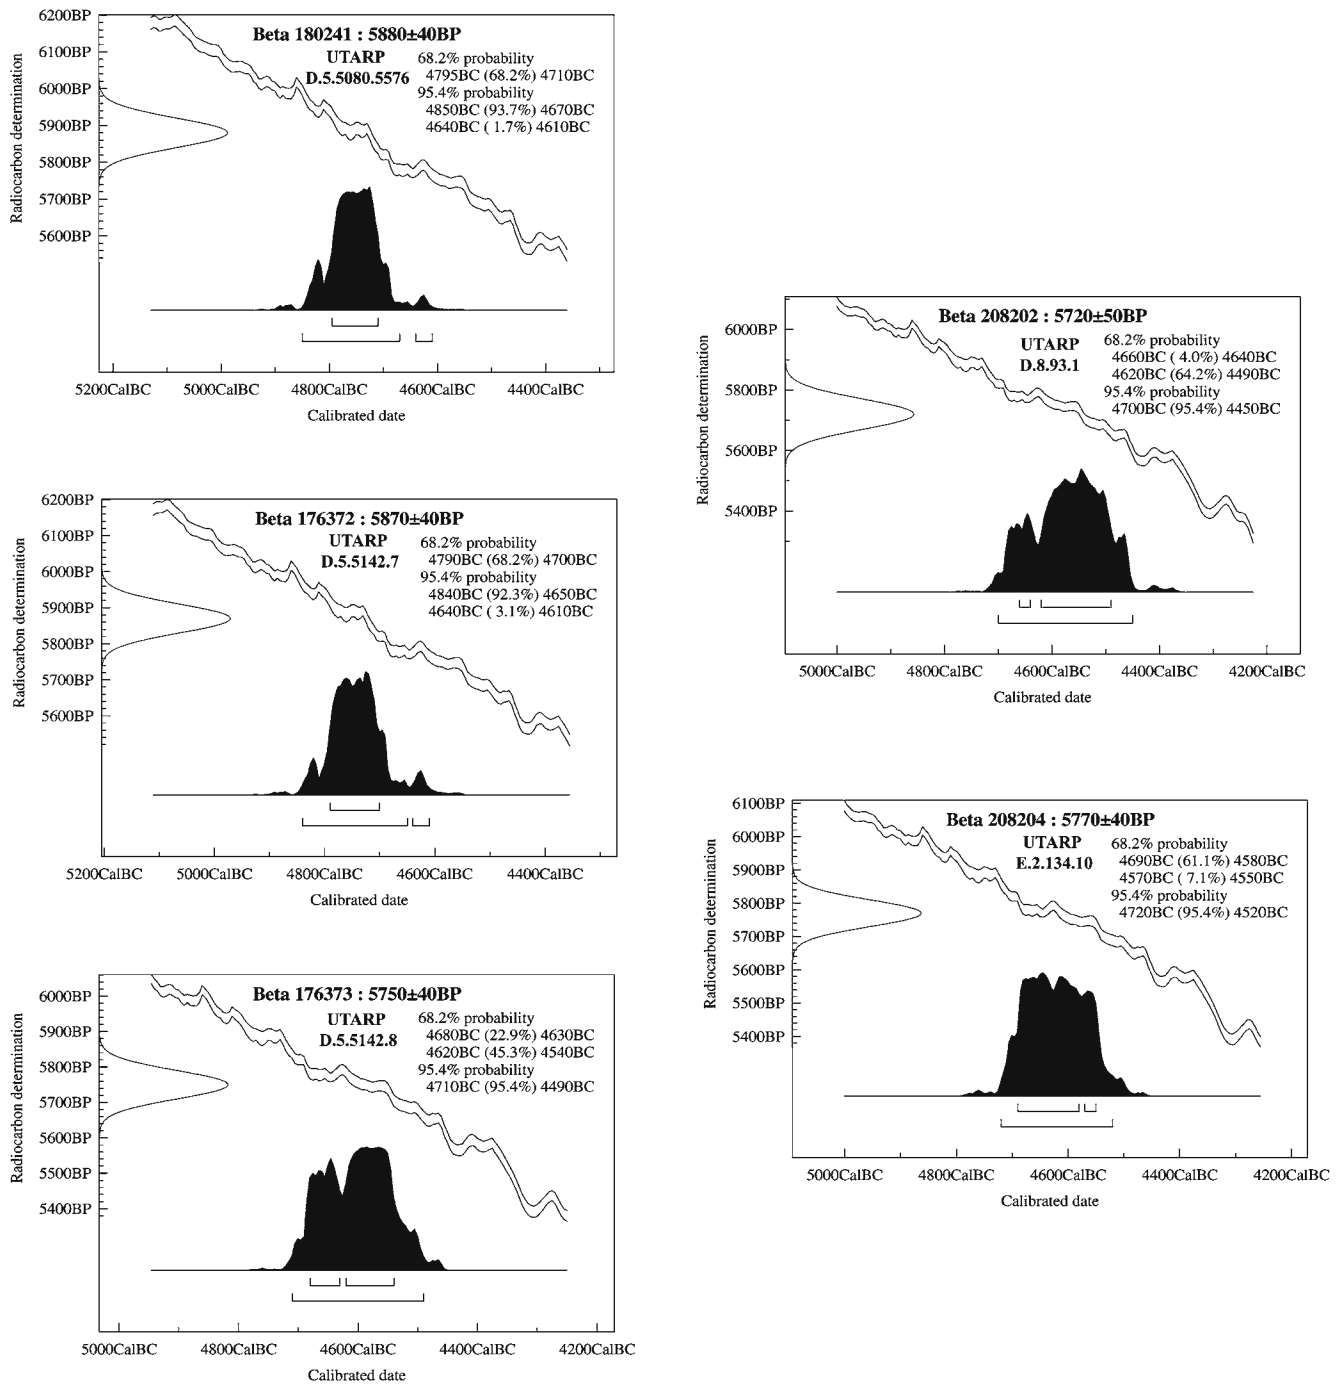 Beta 180241 : 5880±40BP
UTARP
D.5.5080.5576
68.2% probability
4795BC (68.2%) 4710BC
95.4% probability
4850BC (93.7%) 4670BC
4640BC ( 1.7%) 4610BC
Radiocarbon determination
6200BP
6100BP
6000BP
5900BP
5800BP
5700BP
5600BP
5200CalBC 5000CalBC 4800CalBC 4600CalBC 4400CalBC
Calibrated date
Beta 176372 : 5870±40BP
UTARP
D.5.5142.7
68.2% probability
4790BC (68.2%) 4700BC
95.4% probability
4840BC (92.3%) 4650BC
4640BC ( 3.1%) 4610BC
Radiocarbon determination
6200BP
6100BP
6000BP
5900BP
5800BP
5700BP
5600BP
5200CalBC 5000CalBC 4800CalBC 4600CalBC 4400CalBC
Calibrated date
Beta 176373 : 5750±40BP
UTARP
D.5.5142.8
68.2% probability
4680BC (22.9%) 4630BC
4620BC (45.3%) 4540BC
95.4% probability
4710BC (95.4%) 4490BC
Radiocarbon determination
6000BP
5900BP
5800BP
5700BP
5600BP
5500BP
5400BP
5000CalBC 4800CalBC 4600CalBC 4400CalBC 4200CalBC
Calibrated date
Beta 208202 : 5720±50BP
UTARP
D.8.93.1
68.2% probability
4660BC ( 4.0%) 4640BC
4620BC (64.2%) 4490BC
95.4% probability
4700BC (95.4%) 4450BC
Radiocarbon determination
6000BP
5800BP
5600BP
5400BP
5000CalBC 4800CalBC 4600CalBC 4400CalBC 4200CalBC
Calibrated date
Beta 208204 : 5770±40BP
UTARP
E.2.134.10
68.2% probability
4690BC (61.1%) 4580BC
4570BC ( 7.1%) 4550BC
95.4% probability
4720BC (95.4%) 4520BC
Radiocarbon determination
6100BP
6000BP
5900BP
5800BP
5700BP
5600BP
5500BP
5400BP
5000CalBC 4800CalBC 4600CalBC 4400CalBC 4200CalBC
Calibrated date